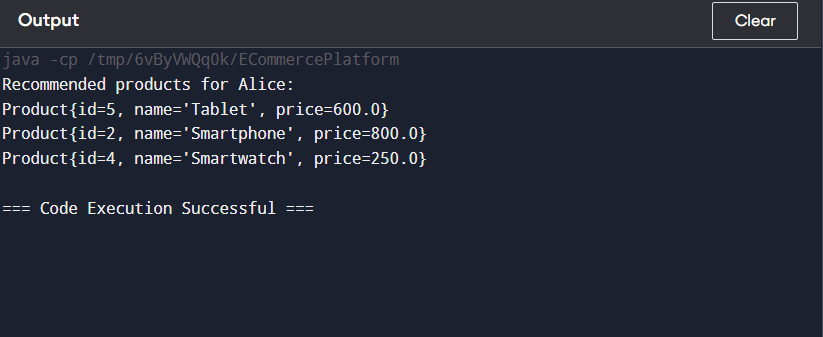 Output
Clear
java -cp /tmp/6vByVWQqOk/ECommercePlatform
Recommended products for Alice:
Product{id=5, name='Tablet', price=600.0}
Product{id=2, name='Smartphone', price=800.0}
Product{id=4, name='Smartwatch', price=250.0}
=== Code Execution Successful ===